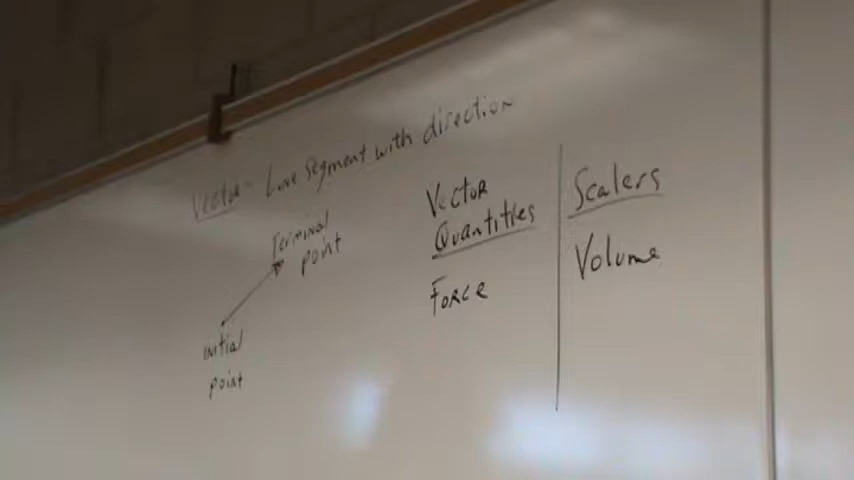 Vector - Line segment with direction
Terminal
point
initial
point
Vector
Quantities
Force
Scalers
Volume